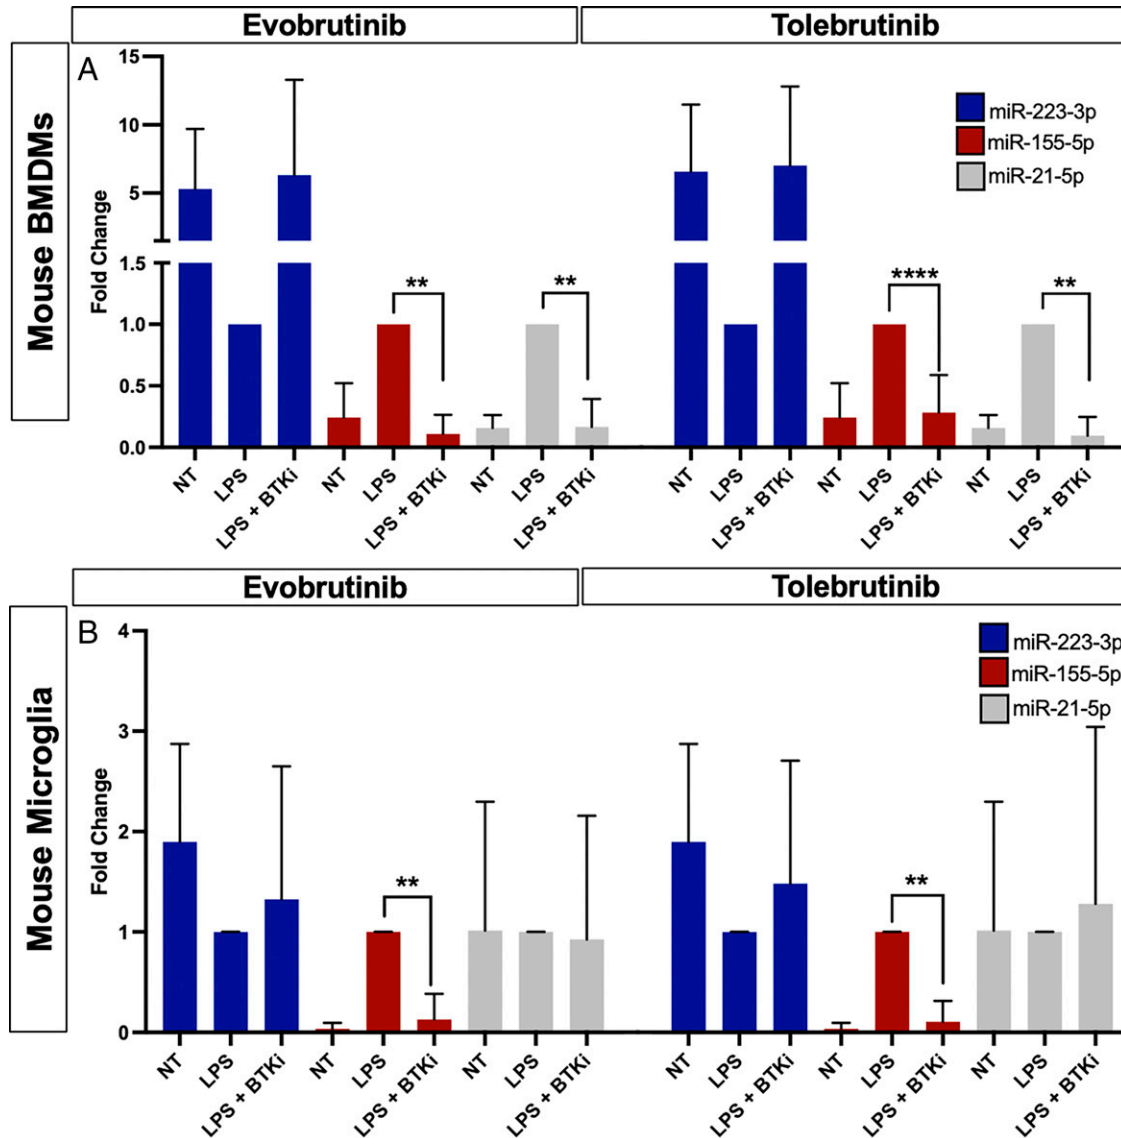 Evobrutinib
Tolebrutinib
Mouse BMDMs
A
Fold Change
15
10
5
1.5
1.0
0.5
0.0
miR-223-3p
miR-155-5p
miR-21-5p
**
**
****
**
NT
LPS
LPS + BTKi
NT
LPS
LPS + BTKi
NT
LPS
LPS + BTKi
NT
LPS
LPS + BTKi
NT
LPS
LPS + BTKi
NT
LPS
LPS + BTKi
Evobrutinib
Tolebrutinib
Mouse Microglia
B
Fold Change
4
3
2
1
0
miR-223-3p
miR-155-5p
miR-21-5p
**
**
NT
LPS
LPS + BTKi
NT
LPS
LPS + BTKi
NT
LPS
LPS + BTKi
NT
LPS
LPS + BTKi
NT
LPS
LPS + BTKi
NT
LPS
LPS + BTKi